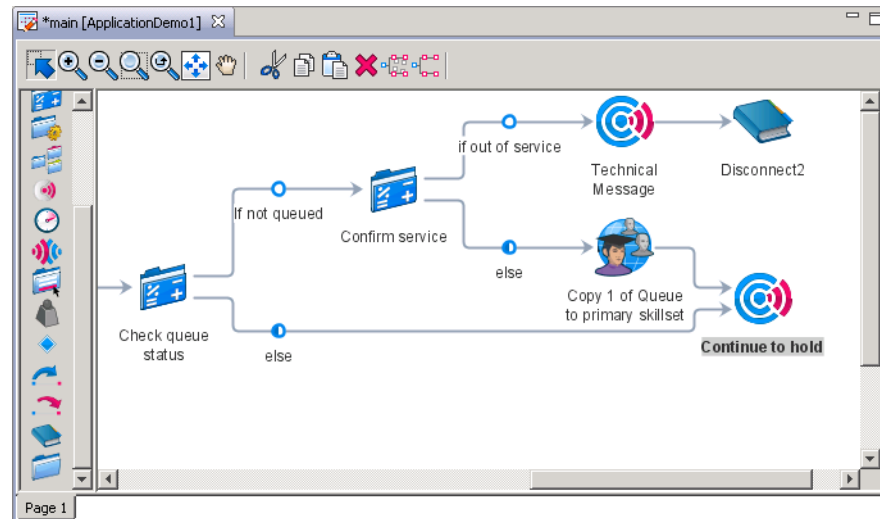 *main [ApplicationDemo1]
if out of service
Technical
Message
Disconnect2
If not queued
Confirm service
else
Copy 1 of Queue
to primary skillset
Check queue
status
else
Continue to hold
Page 1